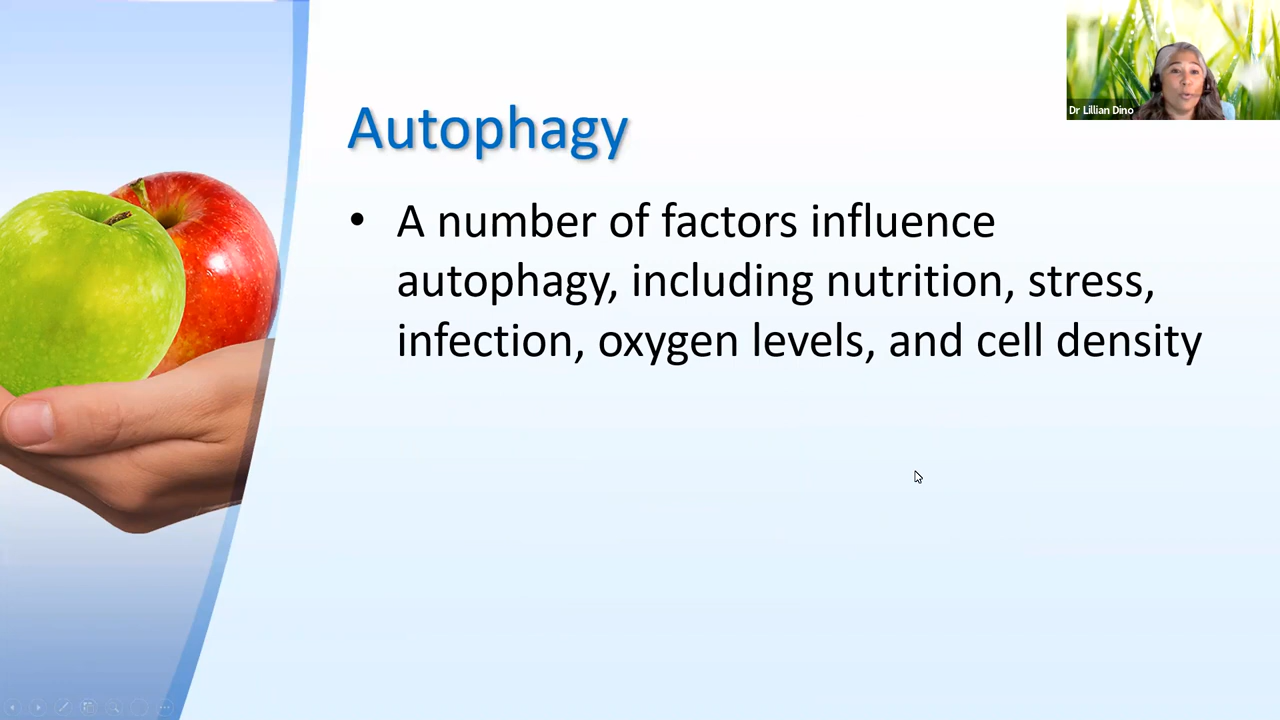 Dr Lillian Dino
Autophagy
• A number of factors influence
autophagy, including nutrition, stress,
infection, oxygen levels, and cell density